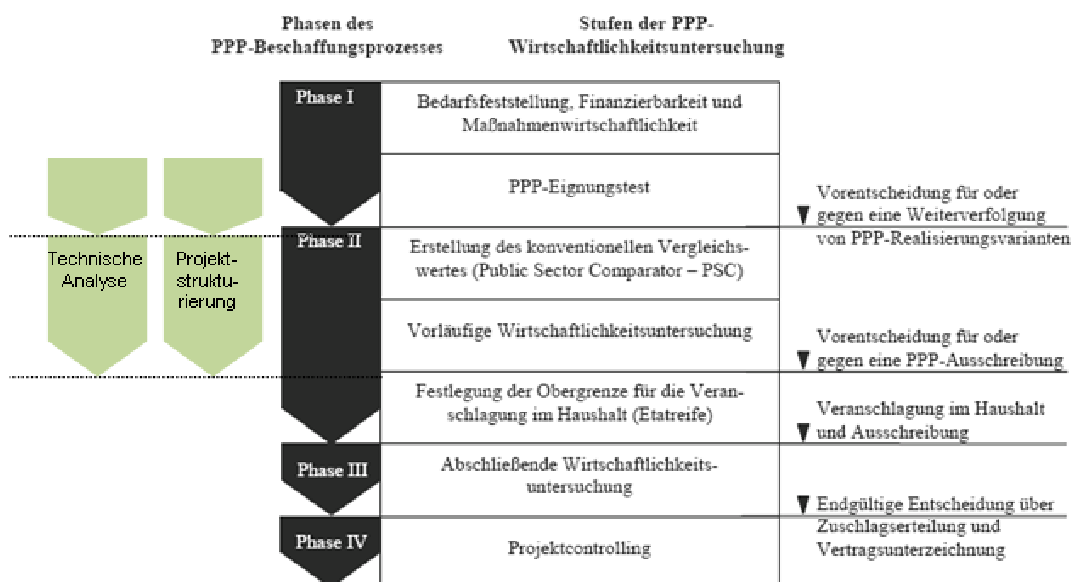 Phasen des
PPP-Beschaffungsprozesses
Stufen der PPP-
Wirtschaftlichkeitsuntersuchung
Phase I
Bedarfsfeststellung, Finanzierbarkeit und
Maßnahmenwirtschaftlichkeit
PPP-Eignungstest
Vorentscheidung für oder
gegen eine Weiterverfolgung
von PPP-Realisierungsvarianten
Technische
Analyse
Projekt-
struktu-
rierung
Phase II
Erstellung des konventionellen Vergleichs-
wertes (Public Sector Comparator – PSC)
Vorläufige Wirtschaftlichkeitsuntersuchung
Vorentscheidung für oder
gegen eine PPP-Ausschreibung
Festlegung der Obergrenze für die Veran-
schlagung im Haushalt (Etatreife)
Veranschlagung im Haushalt
und Ausschreibung
Phase III
Abschließende Wirtschaftlichkeits-
untersuchung
Endgültige Entscheidung über
Zuschlagserteilung und
Vertragsunterzeichnung
Phase IV
Projektcontrolling